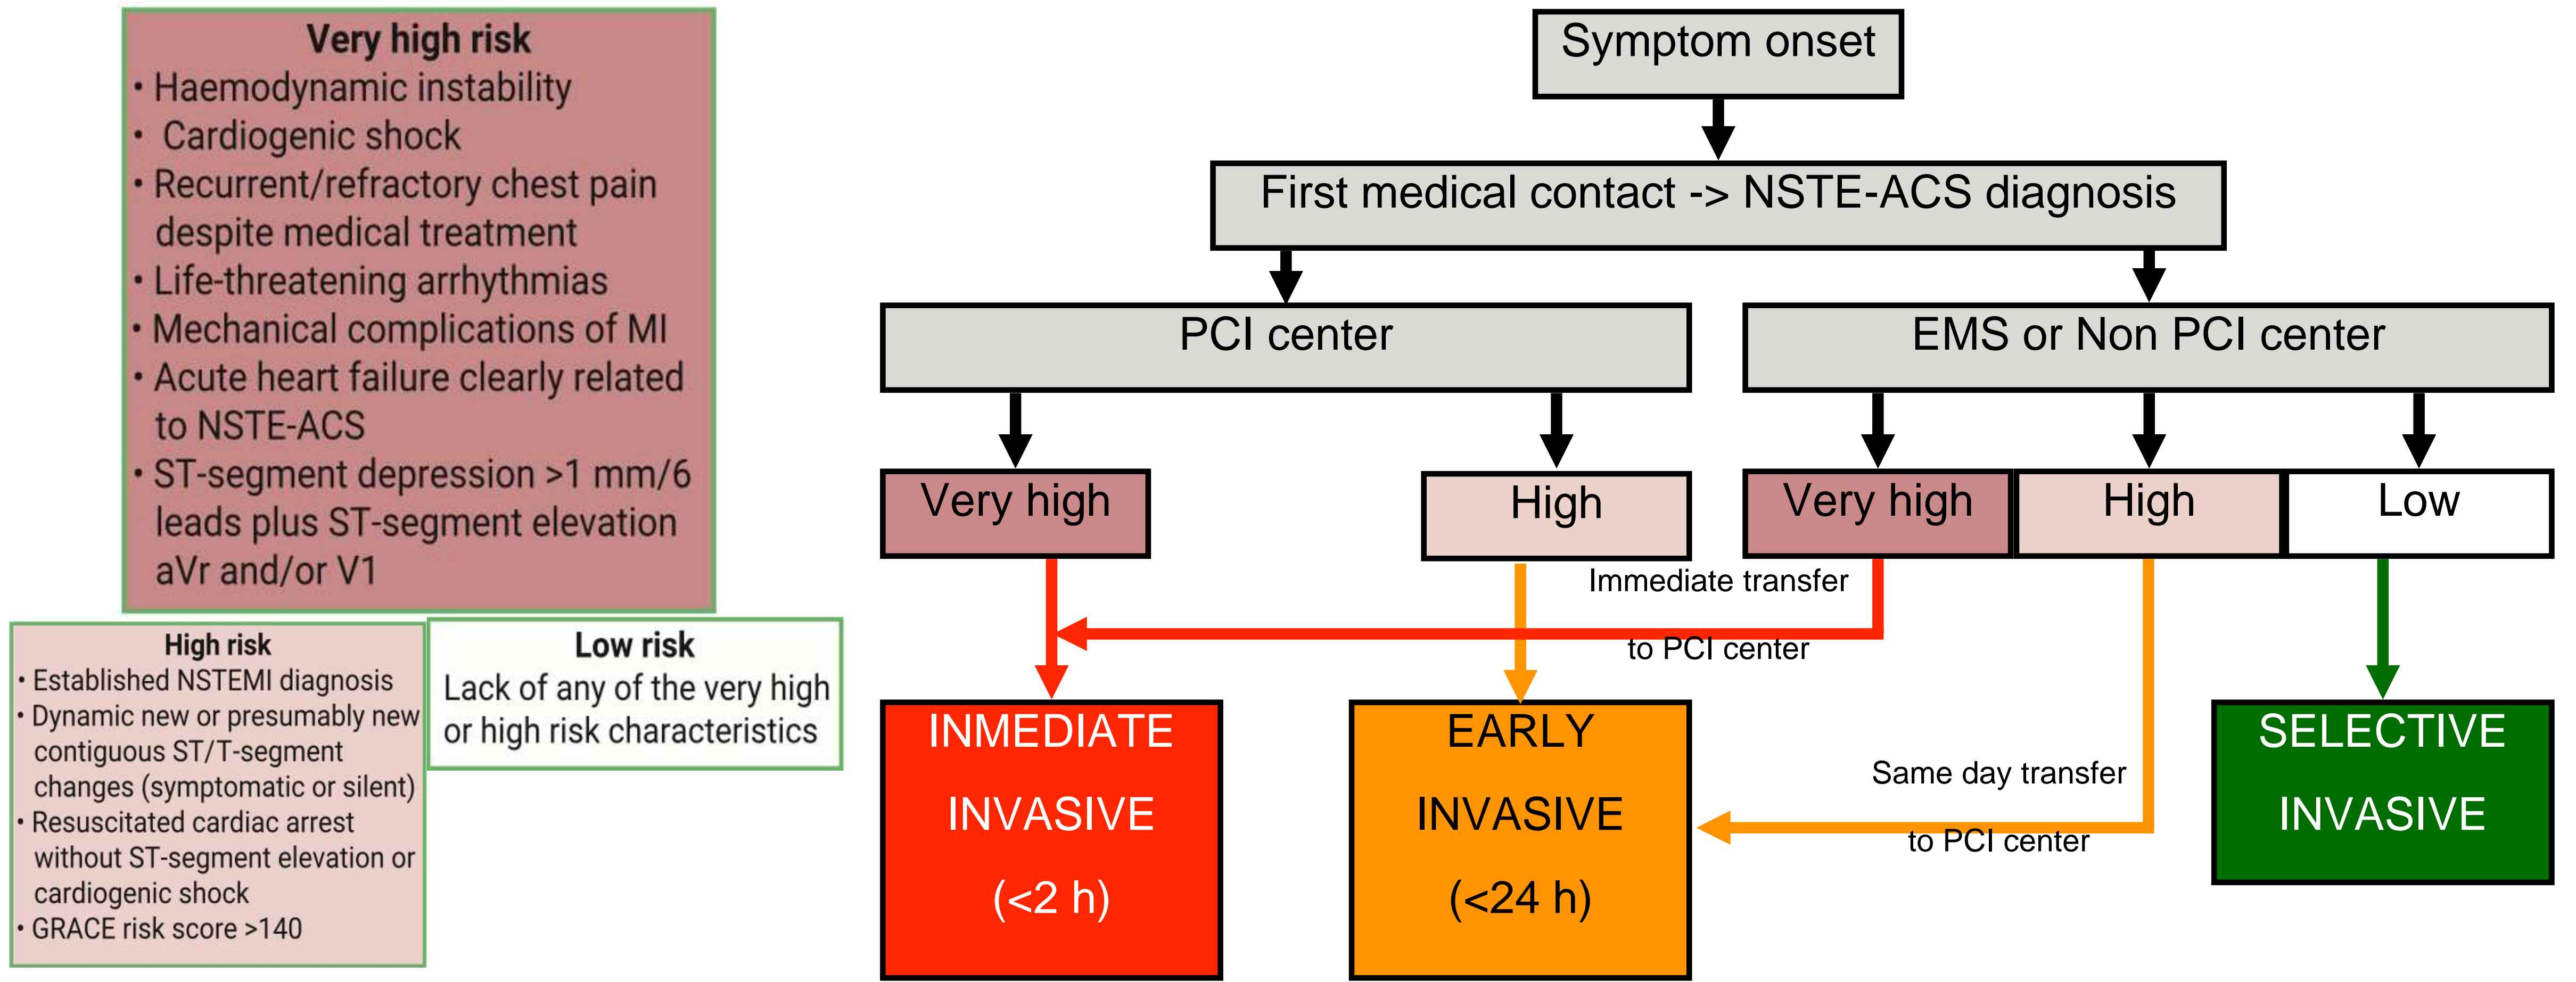 Very high risk
• Haemodynamic instability
• Cardiogenic shock
• Recurrent/refractory chest pain
despite medical treatment
• Life-threatening arrhythmias
• Mechanical complications of MI
• Acute heart failure clearly related
to NSTE-ACS
• ST-segment depression >1 mm/6
leads plus ST-segment elevation
aVr and/or V1
High risk
• Established NSTEMI diagnosis
• Dynamic new or presumably new
contiguous ST/T-segment
changes (symptomatic or silent)
• Resuscitated cardiac arrest
without ST-segment elevation or
cardiogenic shock
• GRACE risk score >140
Low risk
Lack of any of the very high
or high risk characteristics
Symptom onset
First medical contact -> NSTE-ACS diagnosis
PCI center
EMS or Non PCI center
Very high
High
Very high
High
Low
Immediate transfer
to PCI center
Same day transfer
to PCI center
INMEDIATE
INVASIVE
(<2 h)
EARLY
INVASIVE
(<24 h)
SELECTIVE
INVASIVE